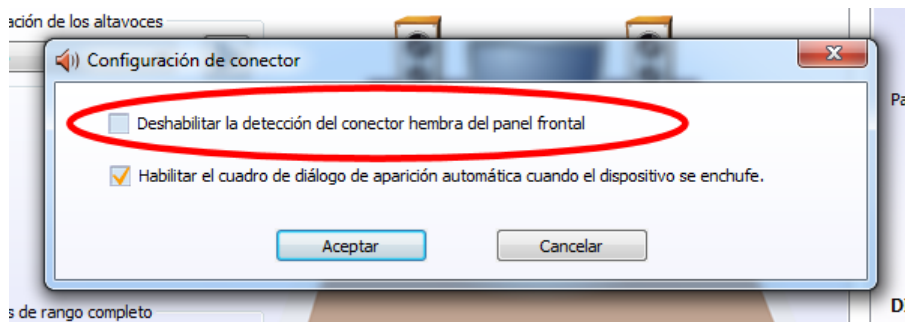 ación de los altavoces
Configuración de conector
Pa
Deshabilitar la detección del conector hembra del panel frontal
Habilitar el cuadro de diálogo de aparición automática cuando el dispositivo se enchufe.
Aceptar
Cancelar
s de rango completo